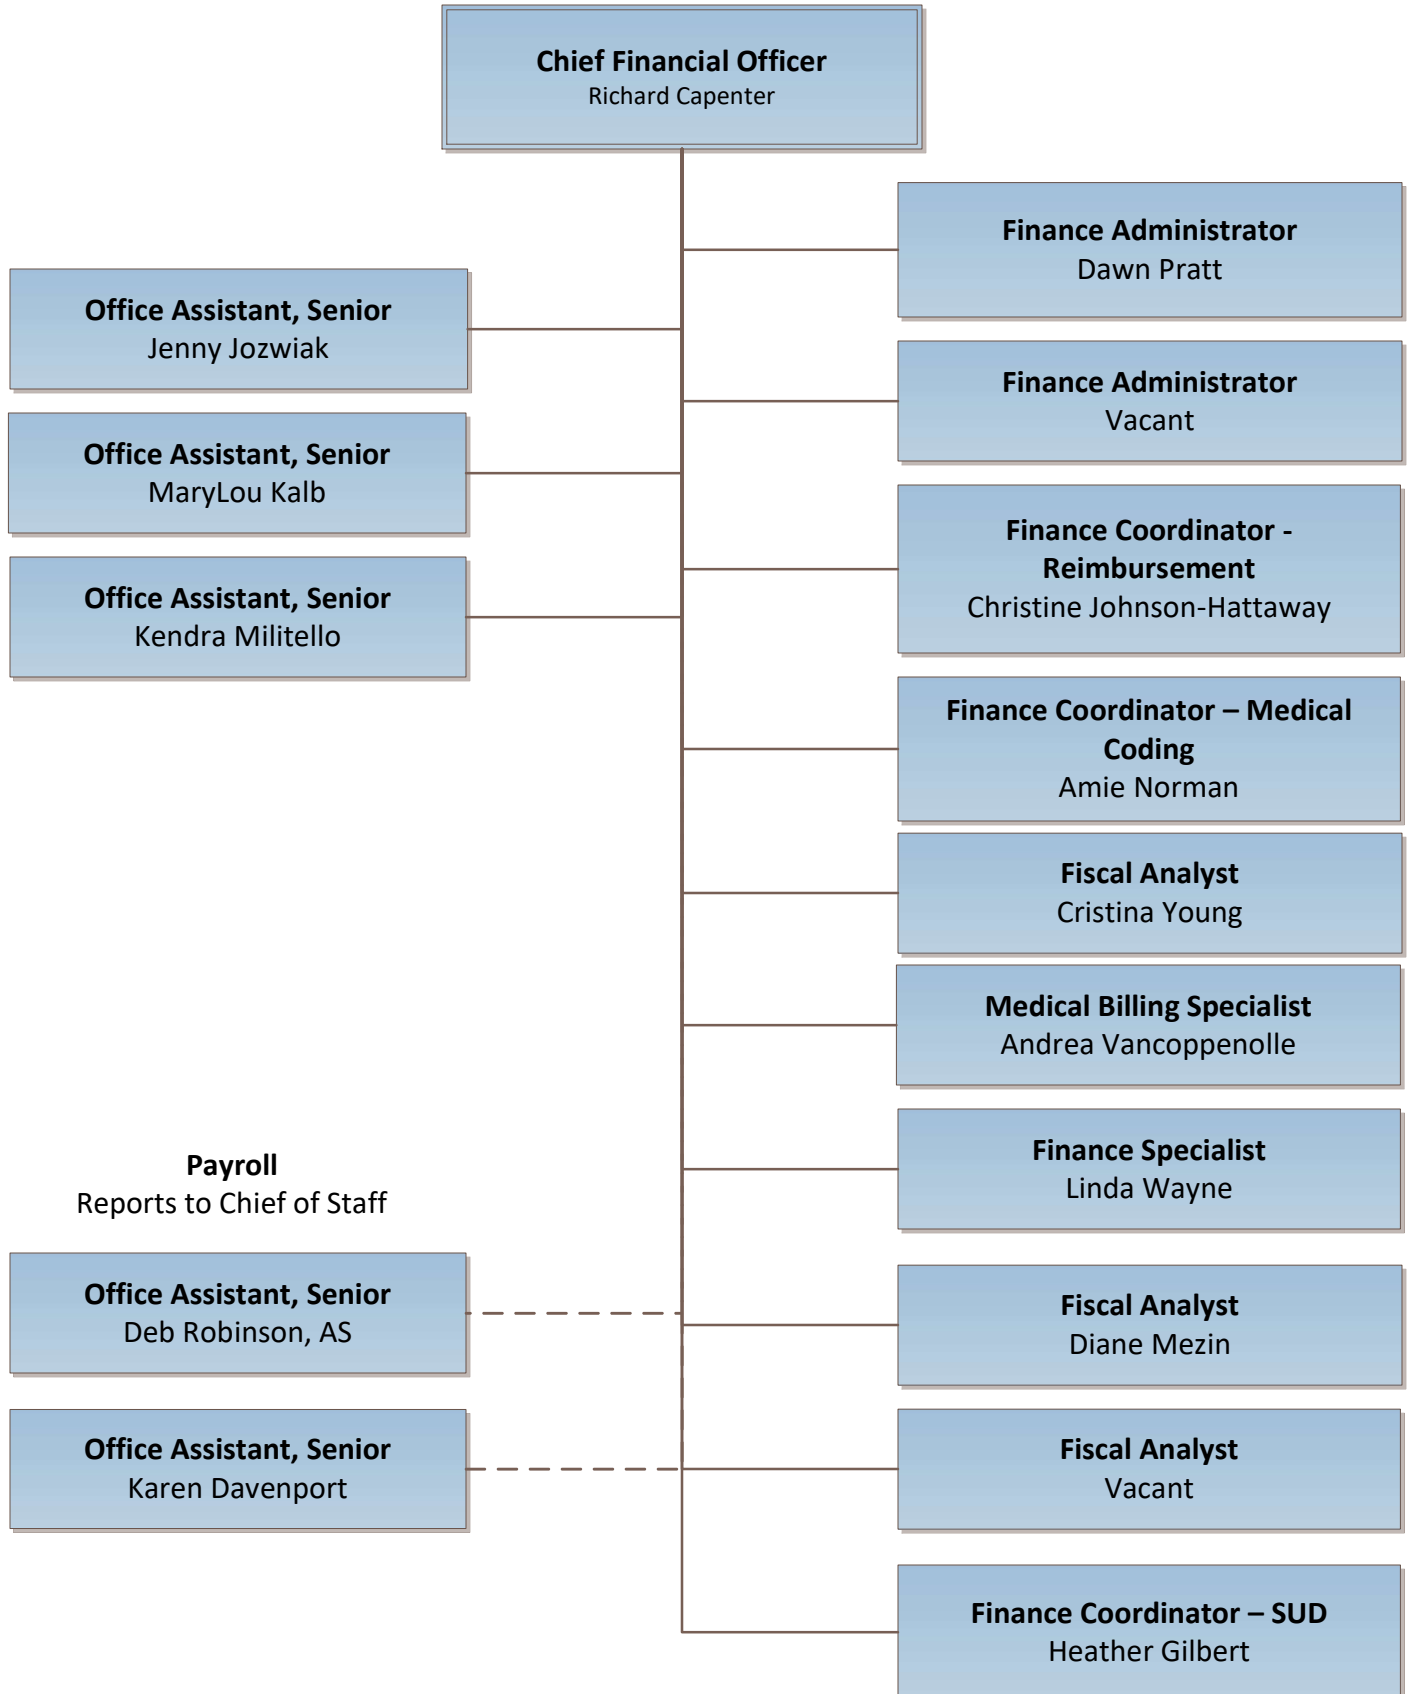 Chief Financial Officer
Richard Capenter
Finance Administrator
Dawn Pratt
Office Assistant, Senior
Jenny Jozwiak
Finance Administrator
Vacant
Office Assistant, Senior
MaryLou Kalb
Finance Coordinator -
Reimbursement
Christine Johnson-Hattaway
Office Assistant, Senior
Kendra Militello
Finance Coordinator – Medical
Coding
Amie Norman
Fiscal Analyst
Cristina Young
Medical Billing Specialist
Andrea Vancoppenolle
Finance Specialist
Linda Wayne
Payroll
Reports to Chief of Staff
Office Assistant, Senior
Deb Robinson, AS
Fiscal Analyst
Diane Mezin
Office Assistant, Senior
Karen Davenport
Fiscal Analyst
Vacant
Finance Coordinator – SUD
Heather Gilbert